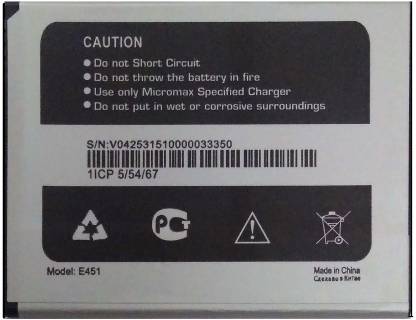 CAUTION
Do not Short Circuit
Do not throw the battery in fire
Use only Micromax Specified Charger
Do not put in wet or corrosive surroundings
S/N:V042531510000033350
1ICP 5/54/67
Model: E451
Made in China
Сделано в Китае